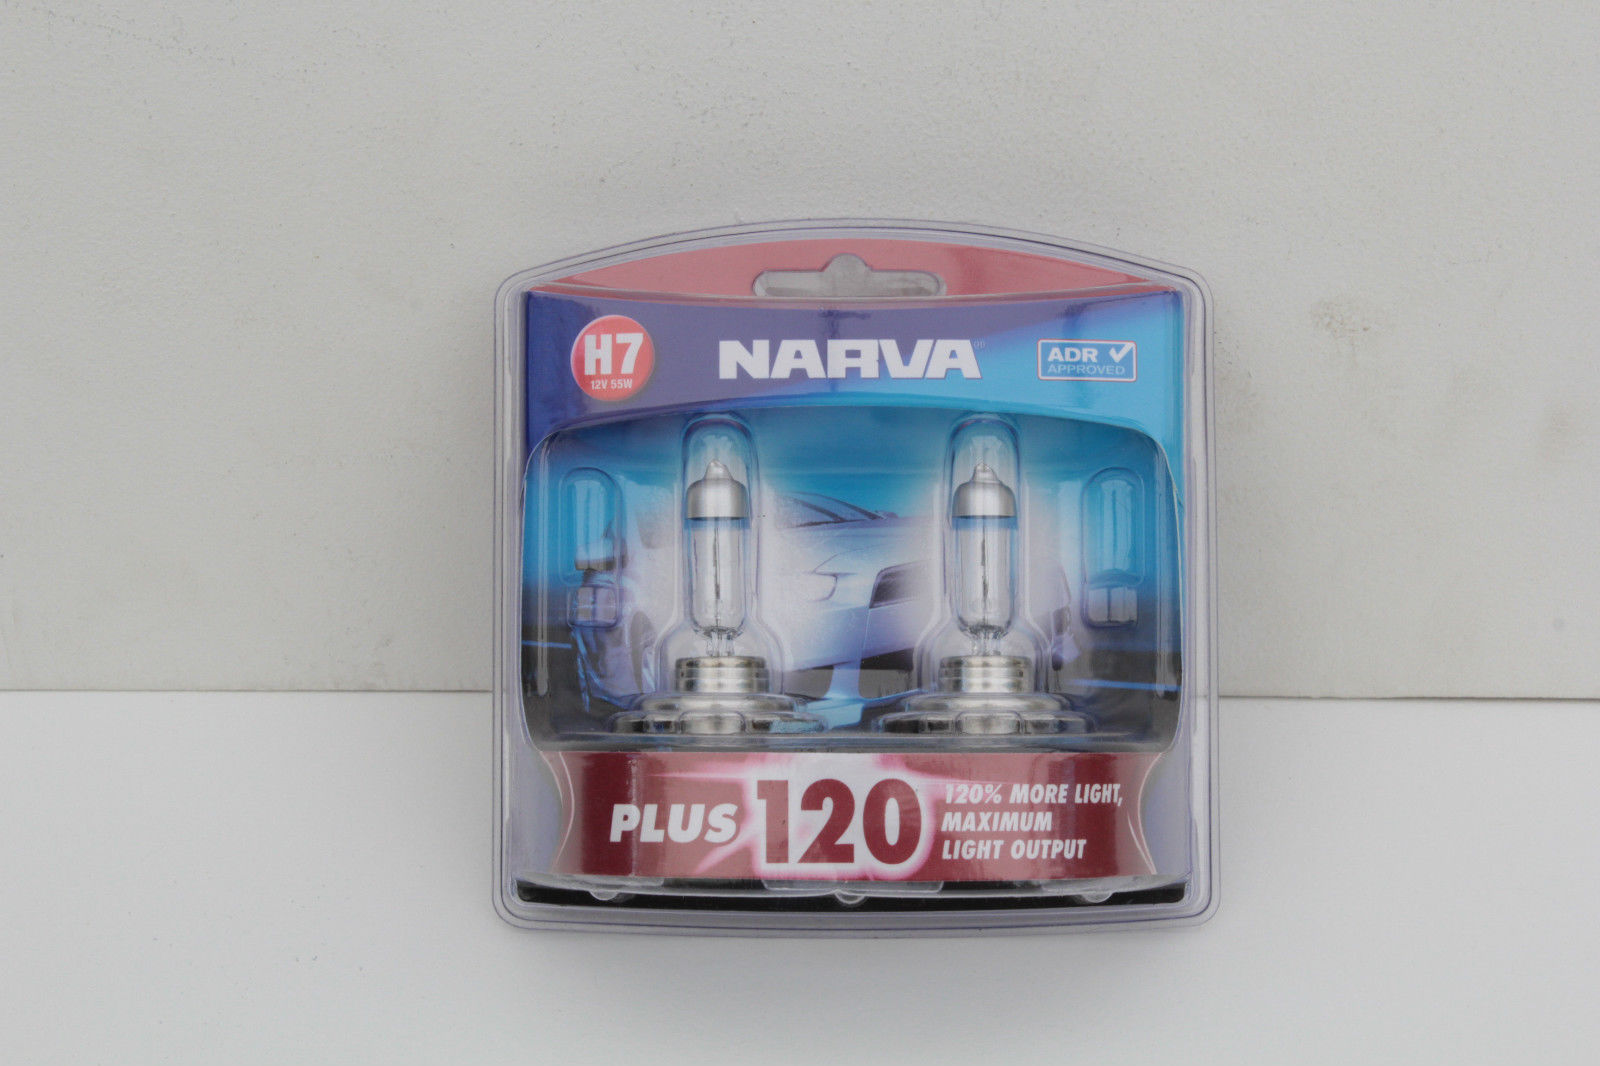 H7
12V 55W
NARVA®
ADR
APPROVED
PLUS 120
120% MORE LIGHT,
MAXIMUM
LIGHT OUTPUT